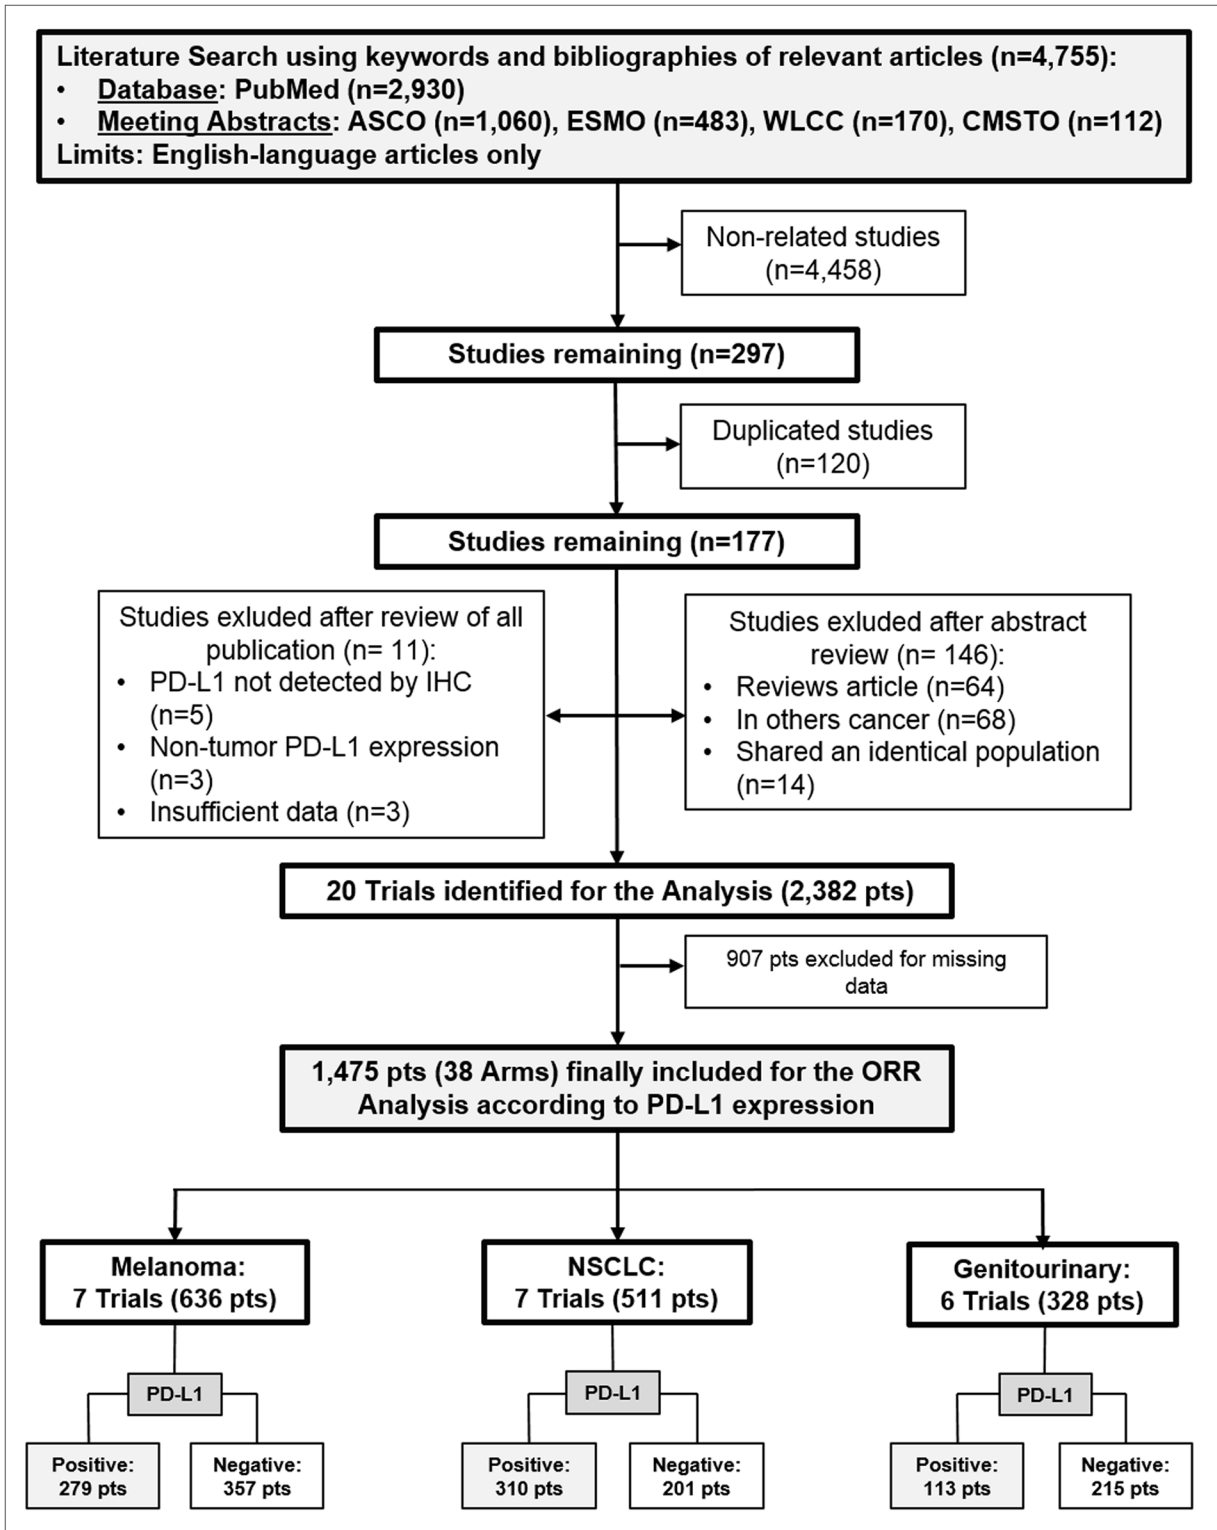 Literature Search using keywords and bibliographies of relevant articles (n=4,755):
• Database: PubMed (n=2,930)
• Meeting Abstracts: ASCO (n=1,060), ESMO (n=483), WLCC (n=170), CMSTO (n=112)
Limits: English-language articles only
Non-related studies
(n=4,458)
Studies remaining (n=297)
Duplicated studies
(n=120)
Studies remaining (n=177)
Studies exluded after review of all
publication (n= 11):
• PD-L1 not detected by IHC
(n=5)
• Non-tumor PD-L1 expression
(n=3)
• Insufficient data (n=3)
Studies exluded after abstract
review (n= 146):
• Reviews article (n=64)
• In others cancer (n=68)
• Shared an identical population
(n=14)
20 Trials identified for the Analysis (2,382 pts)
907 pts excluded for missing
data
1,475 pts (38 Arms) finally included for the ORR
Analysis according to PD-L1 expression
Melanoma:
7 Trials (636 pts)
NSCLC:
7 Trials (511 pts)
Genitourinary:
6 Trials (328 pts)
PD-L1
PD-L1
PD-L1
Positive:
279 pts
Negative:
357 pts
Positive:
310 pts
Negative:
201 pts
Positive:
113 pts
Negative:
215 pts